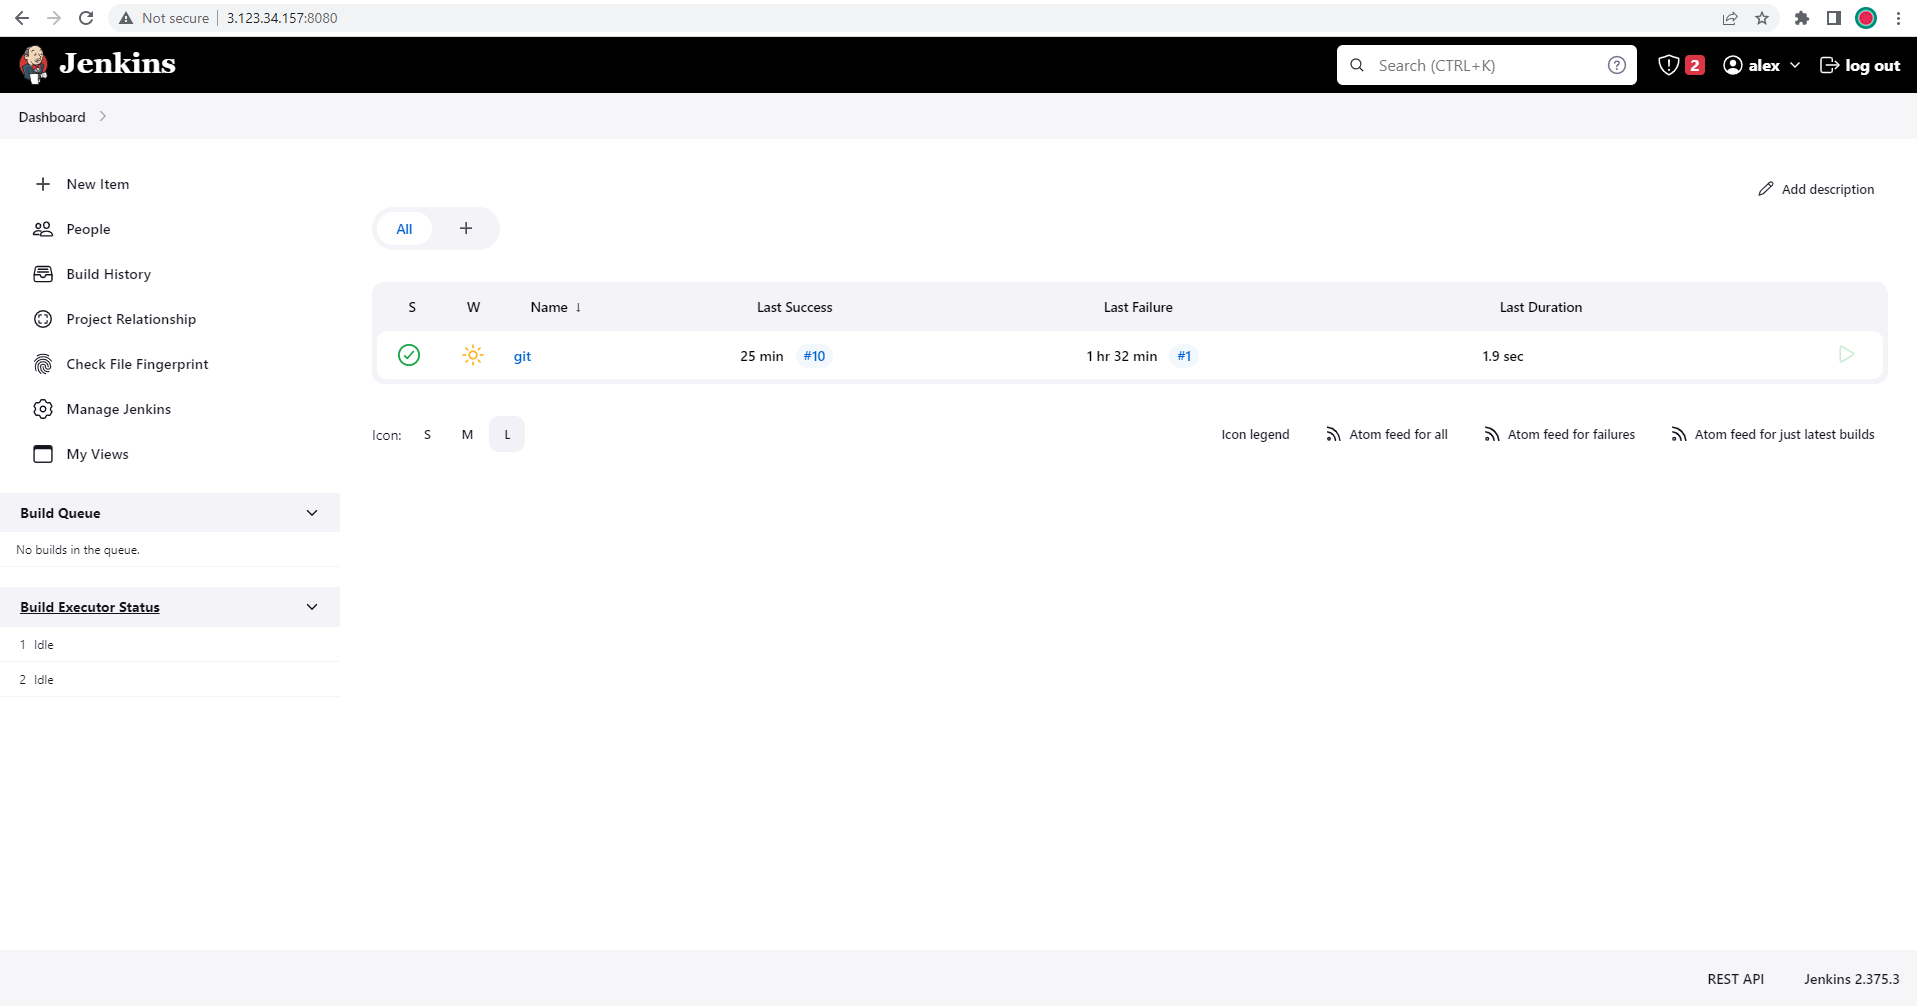 Not secure 3.123.34.157:8080
Jenkins
Search (CTRL+K) ? 2 alex log out
Dashboard
New Item
Add description
People
All +
Build History
S W Name ↓ Last Success Last Failure Last Duration
Project Relationship
git 25 min #10 1 hr 32 min #1 1.9 sec
Check File Fingerprint
Manage Jenkins
Icon: S M L Icon legend Atom feed for all Atom feed for failures Atom feed for just latest builds
My Views
Build Queue
No builds in the queue.
Build Executor Status
1 Idle
2 Idle
REST API Jenkins 2.375.3